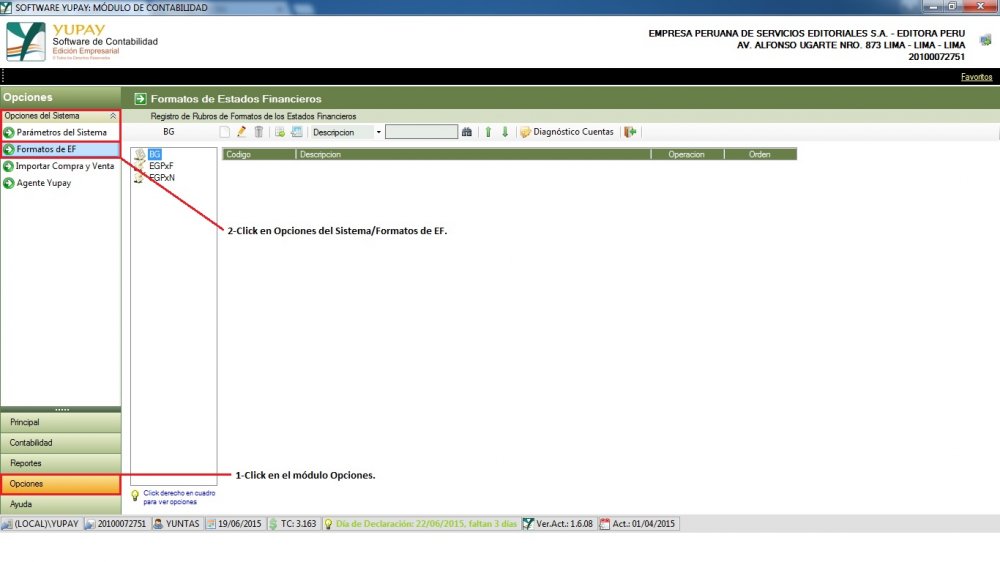 SOFTWARE YUPAY: MÓDULO DE CONTABILIDAD
YUPAY
Software de Contabilidad
Edición Empresarial
© Todos los Derechos Reservados
EMPRESA PERUANA DE SERVICIOS EDITORIALES S.A. - EDITORA PERU
AV. ALFONSO UGARTE NRO. 873 LIMA - LIMA - LIMA
20100072751
Favoritos
Opciones
Formatos de Estados Financieros
Opciones del Sistema
Registro de Rubros de Formatos de los Estados Financieros
Parámetros del Sistema
BG Descripcion Diagnóstico Cuentas
Formatos de EF
BG
Codigo Descripcion Operacion Orden
Importar Compra y Venta
EGPxF
EGPxN
Agente Yupay
2-Click en Opciones del Sistema/Formatos de EF.
Principal
Contabilidad
Reportes
1-Click en el módulo Opciones.
Opciones
Click derecho en cuadro
para ver opciones
Ayuda
(LOCAL)\YUPAY 20100072751 YUNTAS 19/06/2015 TC: 3.163 Día de Declaración: 22/06/2015, faltan 3 días Ver.Act.: 1.6.08 Act.: 01/04/2015